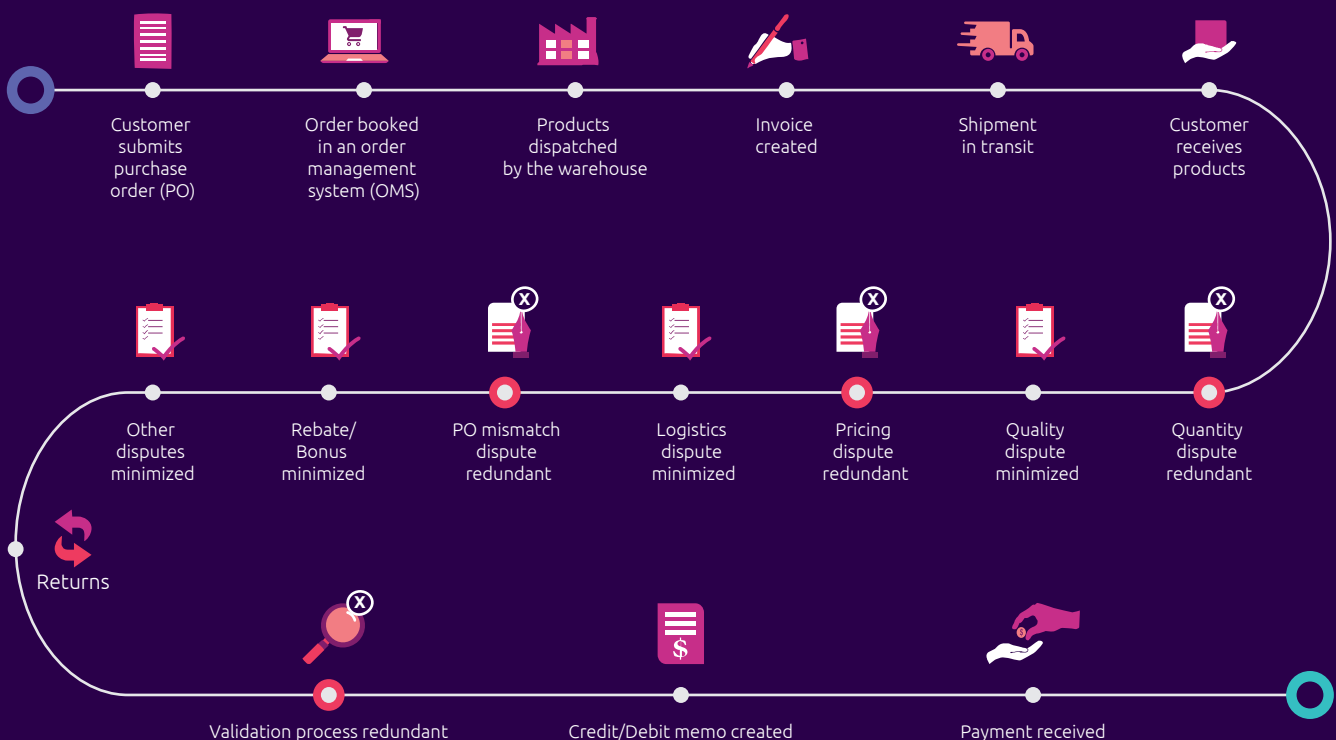 Customer
submits
purchase
order (PO)
Order booked
in an order
management
system (OMS)
Products
dispatched
by the warehouse
Invoice
created
Shipment
in transit
Customer
receives
products
X
X
X
Other
disputes
minimized
Rebate/
Bonus
minimized
PO mismatch
dispute
redundant
Logistics
dispute
minimized
Pricing
dispute
redundant
Quality
dispute
minimized
Quantity
dispute
redundant
Returns
X
$
$
Validation process redundant
Credit/Debit memo created
Payment received